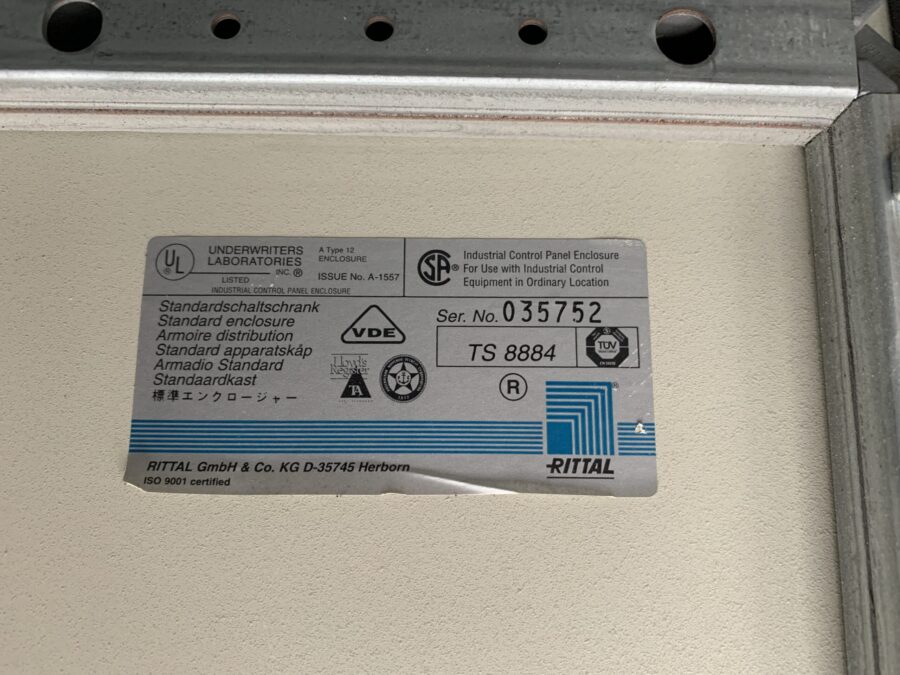 UL
®
UNDERWRITERS
LABORATORIES
INC.®
LISTED
INDUSTRIAL CONTROL PANEL ENCLOSURE
A Type 12
ENCLOSURE
ISSUE No. A-1557
SA®
Industrial Control Panel Enclosure
For Use with Industrial Control
Equipment in Ordinary Location
Standardschaltschrank
Standard enclosure
Armoire distribution
Standard apparatskåp
Armadio Standard
Standaardkast
標準エンクロージャー
VDE
Lloyd's
Register
TA
Ser. No. 035752
TS 8884
TÜV
R
®
RITTAL
RITTAL GmbH & Co. KG D-35745 Herborn
ISO 9001 certified